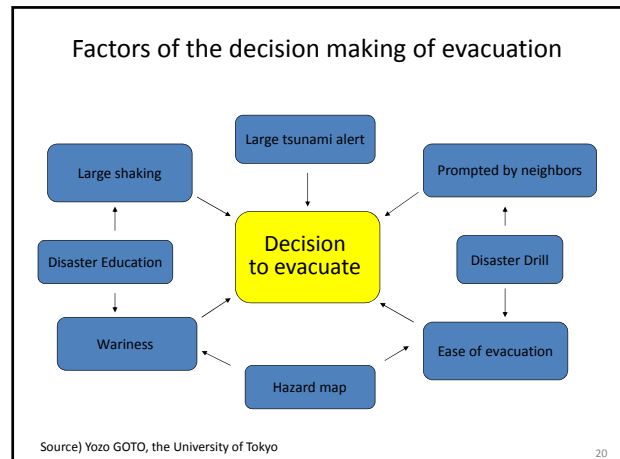 Factors of the decision making of evacuation
Large tsunami alert
Large shaking
Prompted by neighbors
Decision
to evacuate
Disaster Education
Disaster Drill
Wariness
Ease of evacuation
Hazard map
Source) Yozo GOTO, the University of Tokyo
20